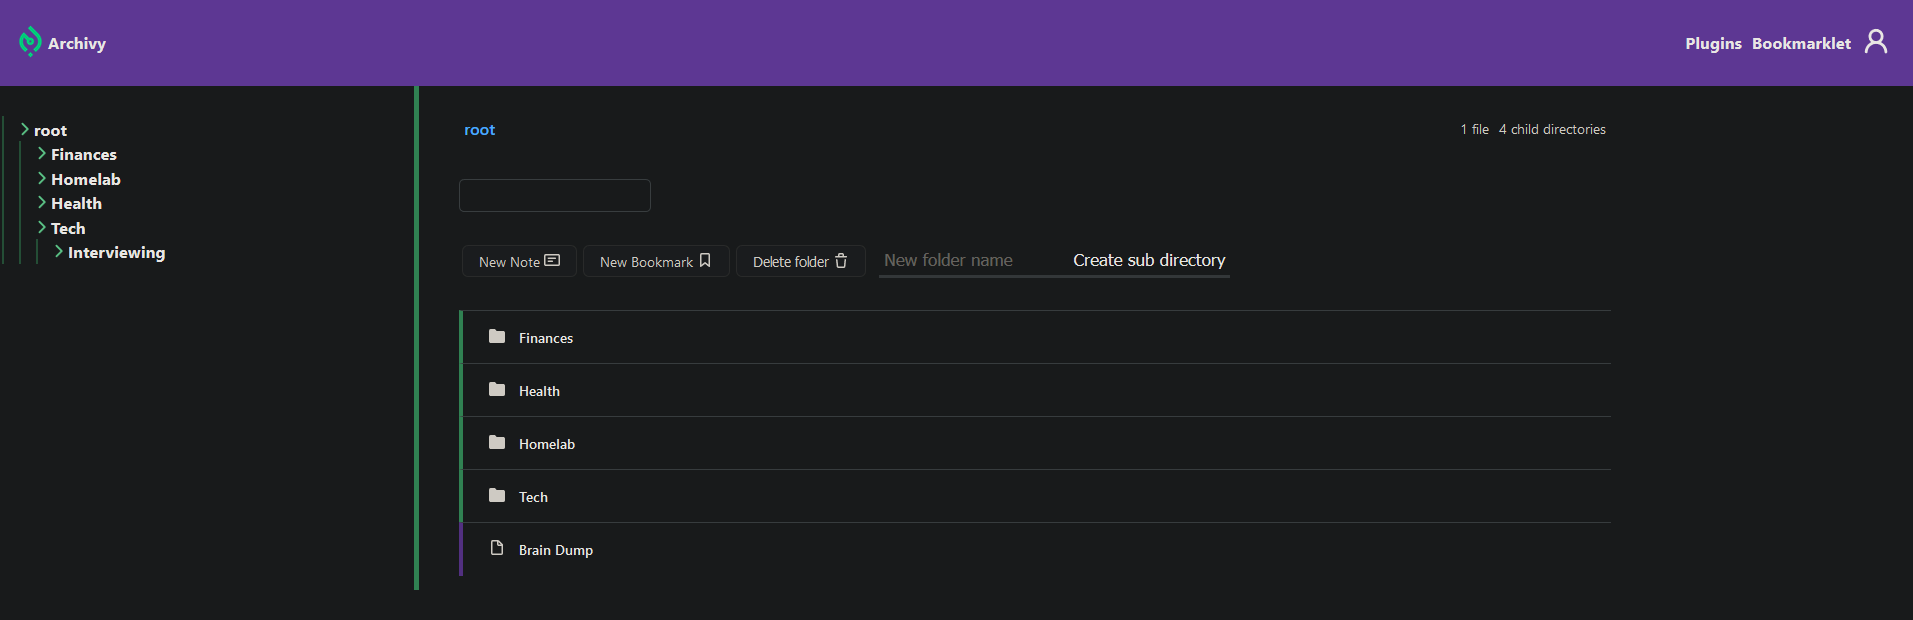 Archivy
Plugins Bookmarklet
root
Finances
Homelab
Health
Tech
Interviewing
root
1 file 4 child directories
New Note
New Bookmark
Delete folder
New folder name
Create sub directory
Finances
Health
Homelab
Tech
Brain Dump